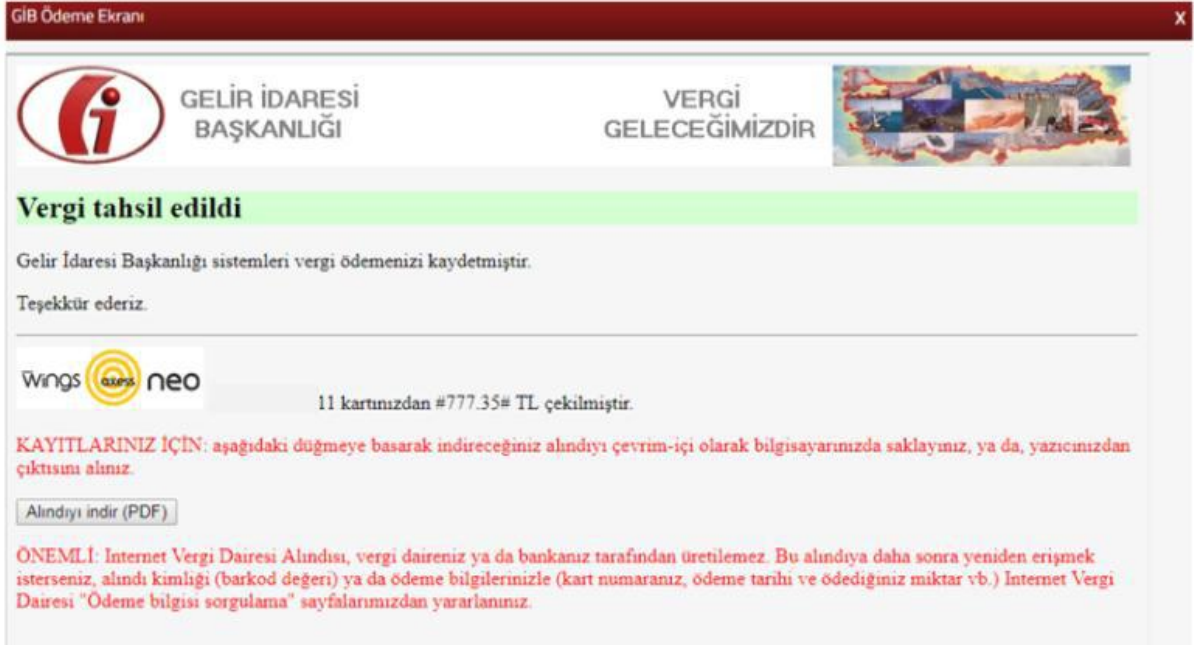 GİB Ödeme Ekranı X
GELİR İDARESİ
BAŞKANLIĞI
VERGİ
GELECEĞİMİZDİR
Vergi tahsil edildi
Gelir İdaresi Başkanlığı sistemleri vergi ödemenizi kaydetmiştir.
Teşekkür ederiz.
Wings axess neo
11 kartınızdan #777.35# TL çekilmiştir.
KAYITLARINIZ İÇİN: aşağıdaki düğmeye basarak indireceğiniz alındıyı çevrim-içi olarak bilgisayarınızda saklayınız, ya da, yazıcınızdan
çıktısını alınız.
Alındıyı indir (PDF)
ÖNEMLİ: Internet Vergi Dairesi Alındısı, vergi daireniz ya da bankanız tarafından üretilemez. Bu alındıya daha sonra yeniden erişmek
isterseniz, alındı kimliği (barkod değeri) ya da ödeme bilgilerinizle (kart numaranız, ödeme tarihi ve ödediğiniz miktar vb.) Internet Vergi
Dairesi "Ödeme bilgisi sorgulama" sayfalarımızdan yararlanınız.